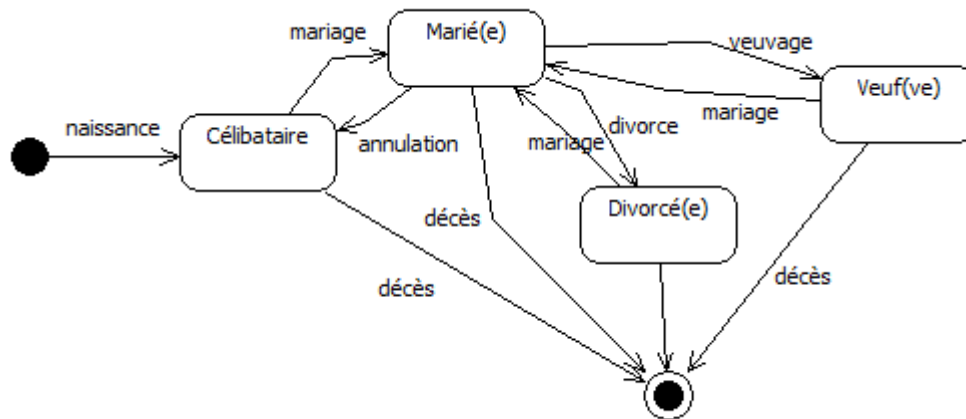 mariage
Marié(e)
veuvage
Veuf(ve)
mariage
naissance
Célibataire
annulation
mariage
divorce
Divorcé(e)
décès
décès
décès